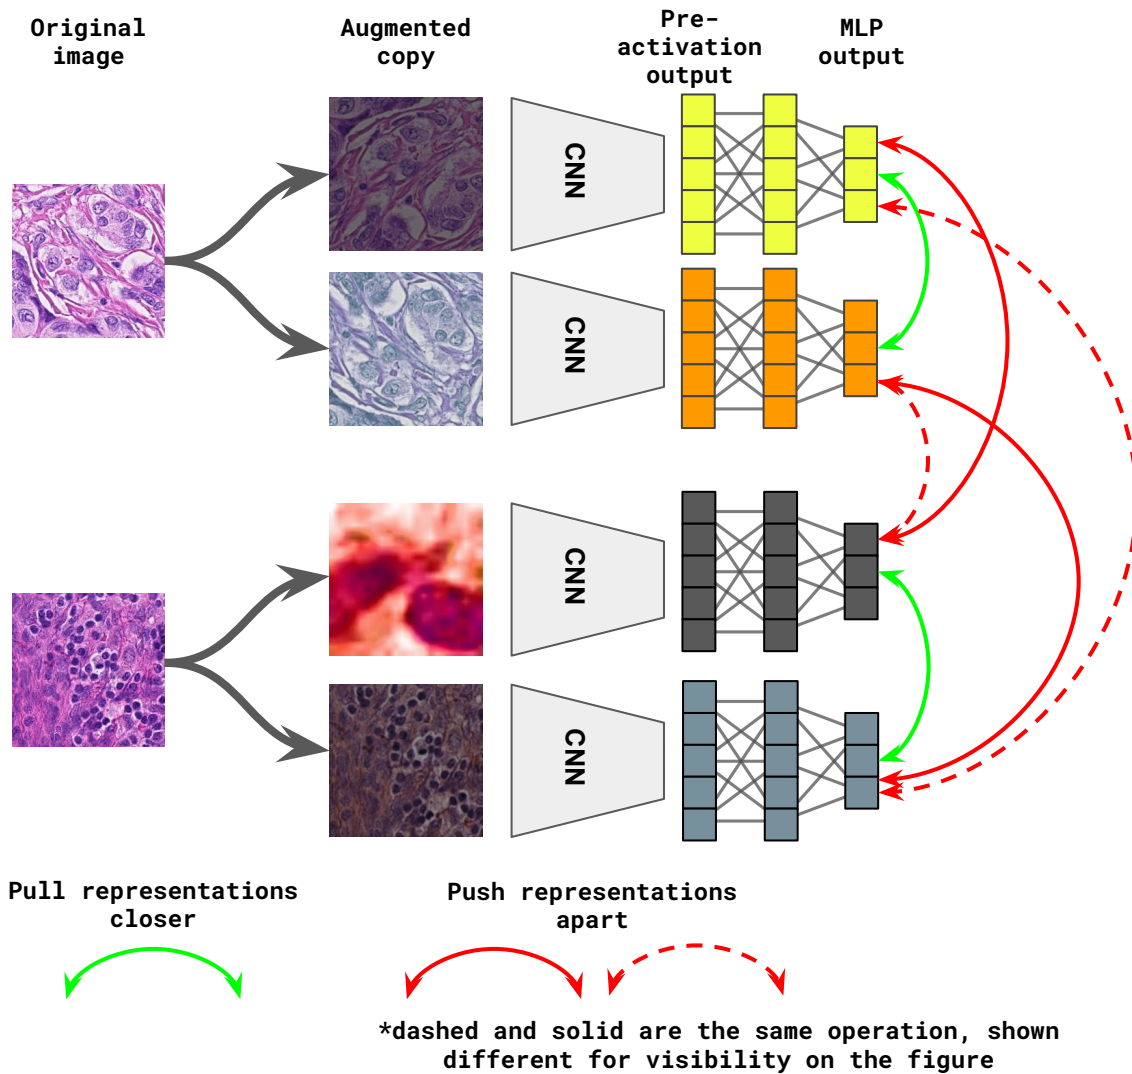 Original
image
Augmented
copy
Pre-
activation
output
MLP
output
CNN
CNN
CNN
CNN
Pull representations
closer
Push representations
apart
*dashed and solid are the same operation, shown
different for visibility on the figure